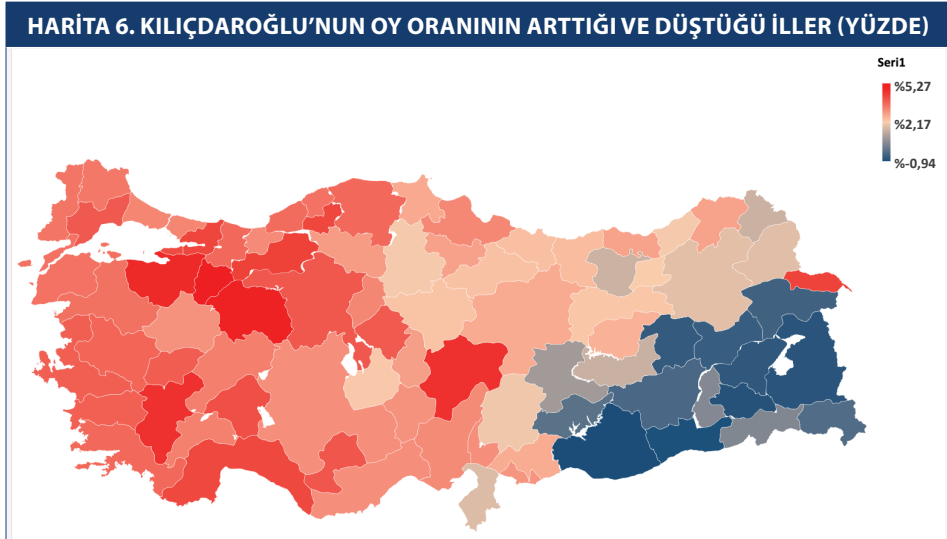 HARİTA 6. KILIÇDAROĞLU’NUN OY ORANININ ARTTIĞI VE DÜŞTÜĞÜ İLLER (YÜZDE)
Seri1
%5,27
%2,17
%-0,94